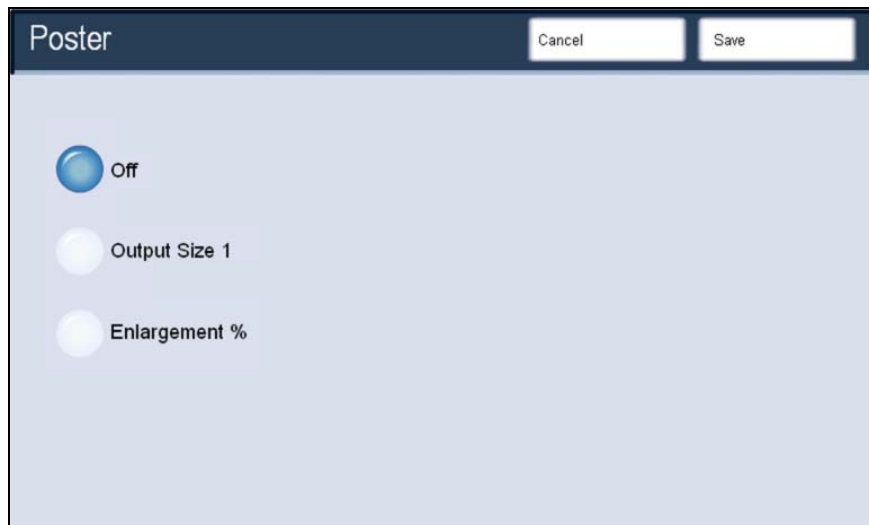 Poster
Cancel
Save
Off
Output Size 1
Enlargement %